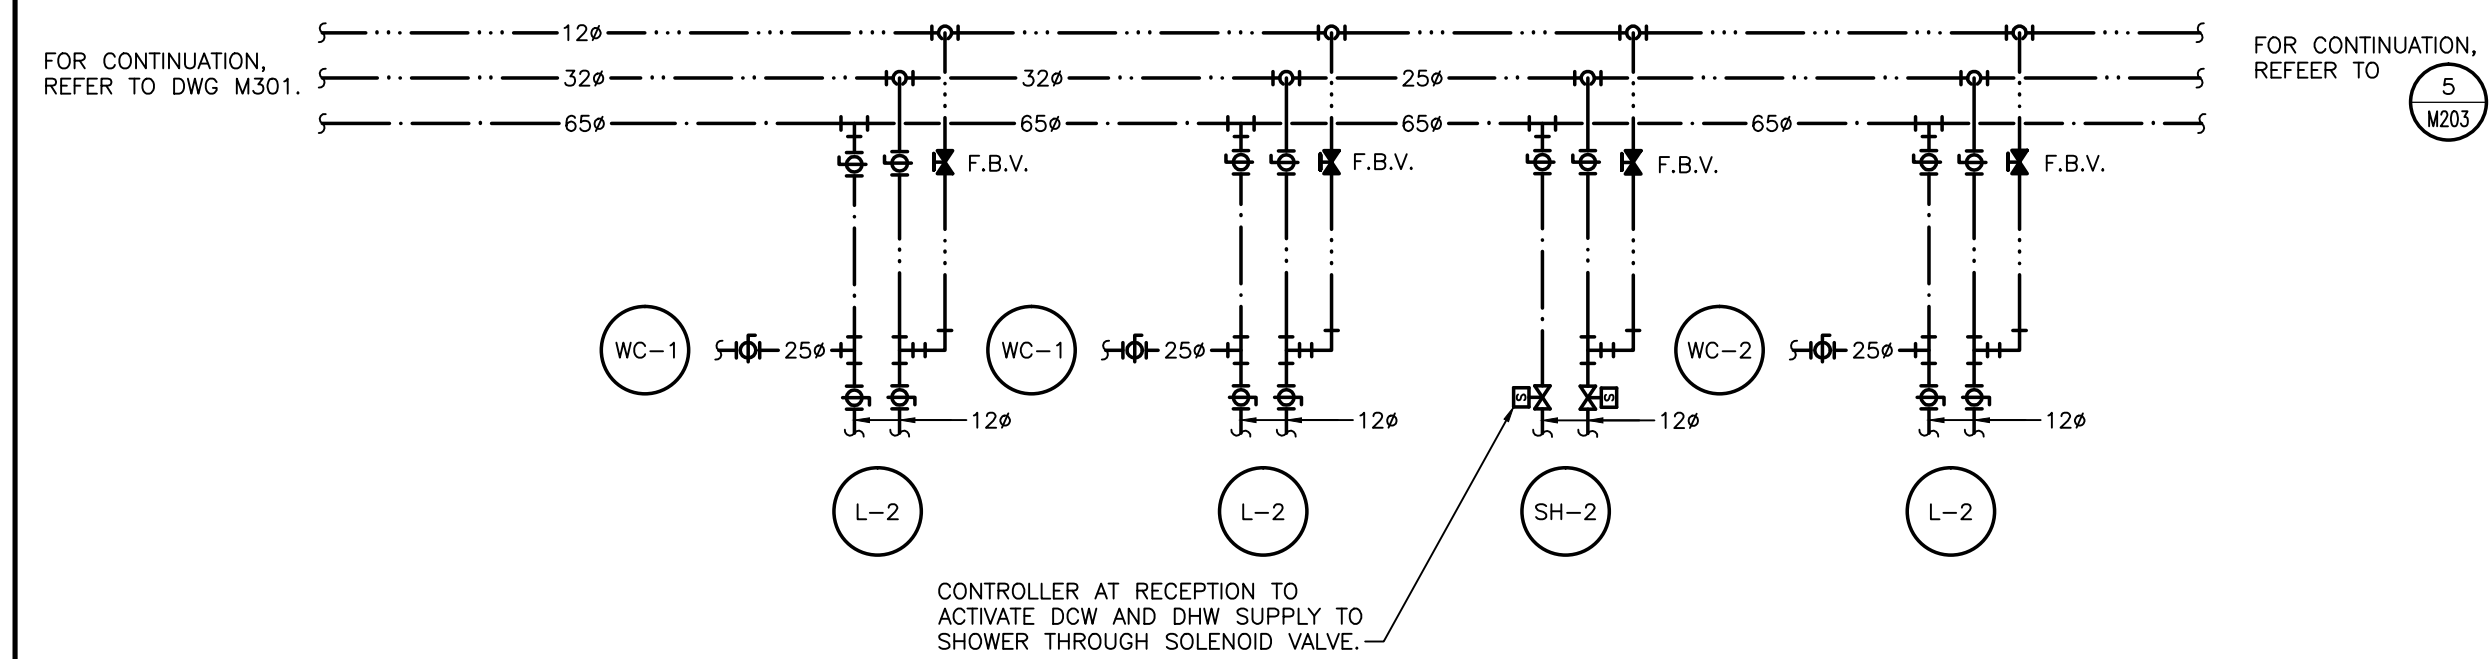 FOR CONTINUATION,
REFER TO DWG M301.
12ø
32ø
32ø
25ø
65ø
65ø
65ø
65ø
FOR CONTINUATION,
REFEER TO
5
M203
F.B.V.
F.B.V.
F.B.V.
F.B.V.
WC-1
25ø
WC-1
25ø
WC-2
25ø
S
S
12ø
12ø
12ø
12ø
L-2
L-2
SH-2
L-2
CONTROLLER AT RECEPTION TO
ACTIVATE DCW AND DHW SUPPLY TO
SHOWER THROUGH SOLENOID VALVE.